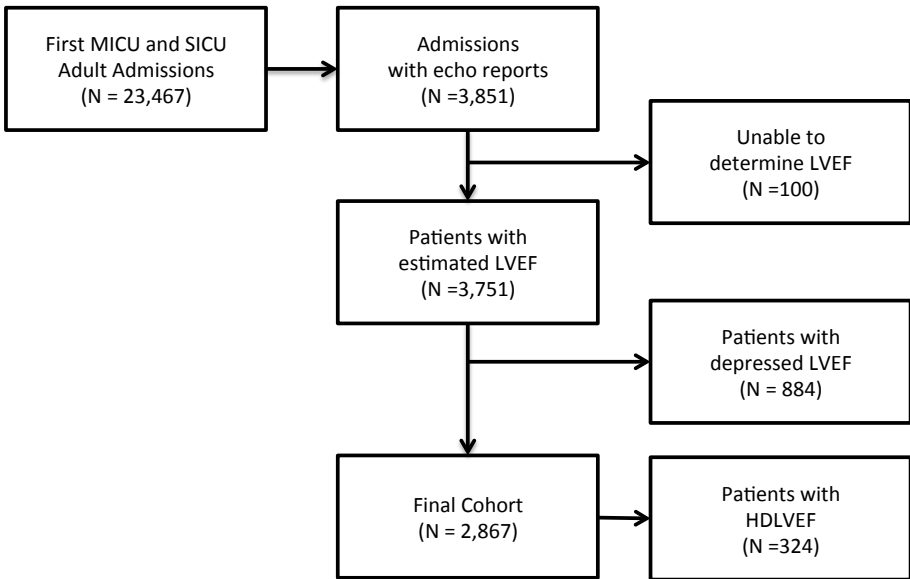 First MICU and SICU
Adult Admissions
(N = 23,467)
Admissions
with echo reports
(N =3,851)
Unable to
determine LVEF
(N =100)
Patients with
estimated LVEF
(N =3,751)
Patients with
depressed LVEF
(N = 884)
Final Cohort
(N = 2,867)
Patients with
HDLVEF
(N =324)